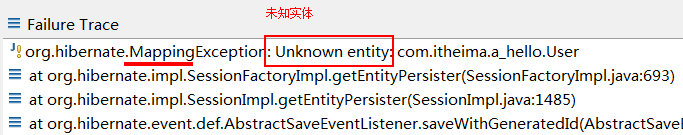 未知实体
Failure Trace
org.hibernate.MappingException: Unknown entity: com.itheima.a_hello.User
at org.hibernate.impl.SessionFactoryImpl.getEntityPersister(SessionFactoryImpl.java:693)
at org.hibernate.impl.SessionImpl.getEntityPersister(SessionImpl.java:1485)
at org.hibernate.event.def.AbstractSaveEventListener.saveWithGeneratedId(AbstractSaveE